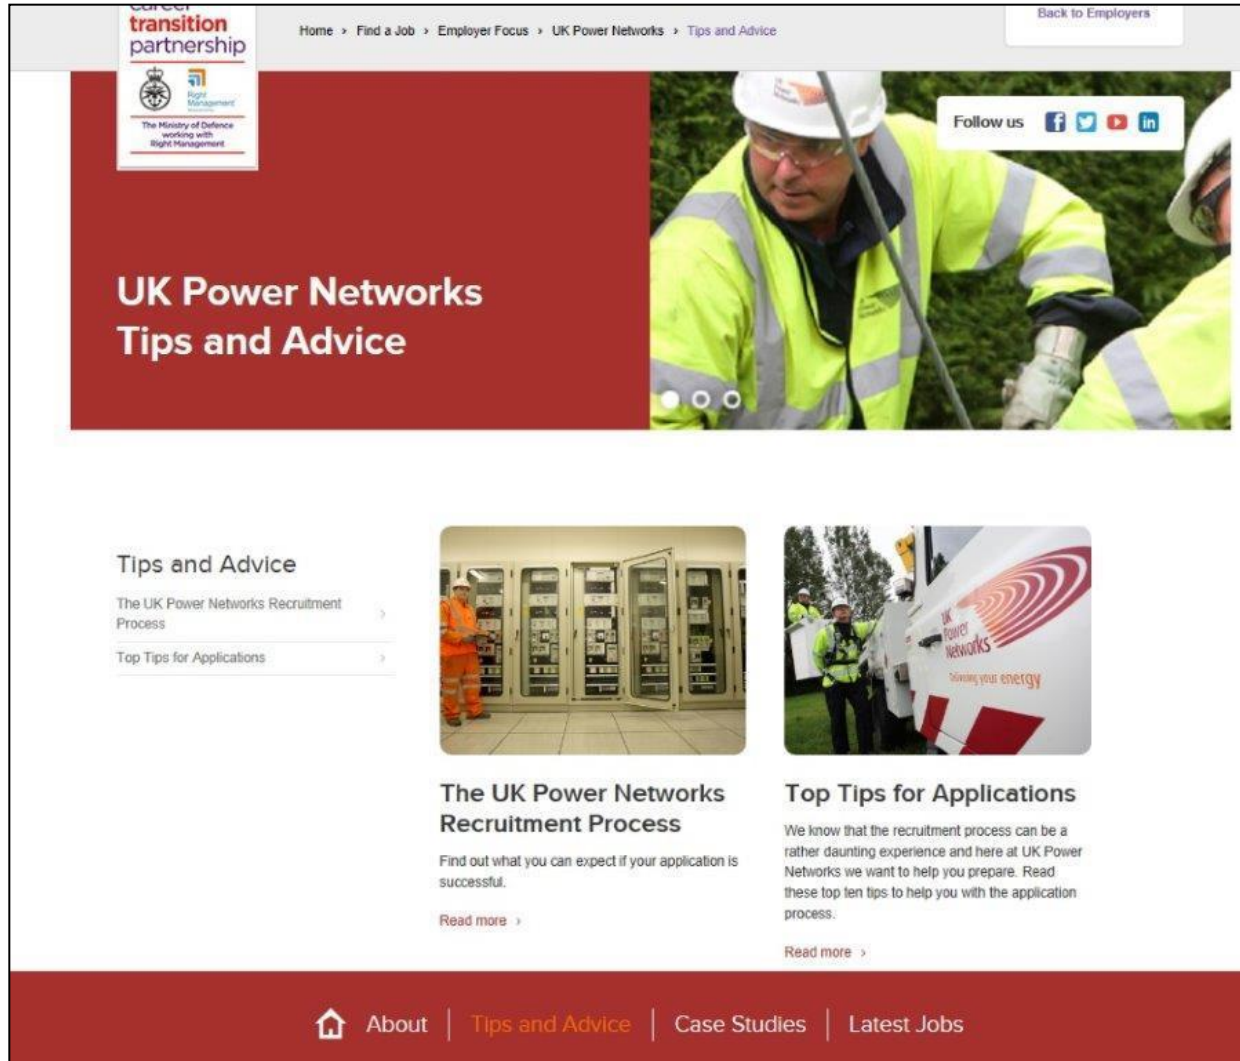 career
transition
partnership
Right
Management
The Ministry of Defence
working with
Right Management
Home › Find a Job › Employer Focus › UK Power Networks › Tips and Advice
Back to Employers
Follow us
UK Power Networks
Tips and Advice
Tips and Advice
The UK Power Networks Recruitment
Process
Top Tips for Applications
UK
Power
Networks
Delivering your energy
The UK Power Networks
Recruitment Process
Find out what you can expect if your application is
successful.
Read more ›
Top Tips for Applications
We know that the recruitment process can be a
rather daunting experience and here at UK Power
Networks we want to help you prepare. Read
these top ten tips to help you with the application
process.
Read more ›
About | Tips and Advice | Case Studies | Latest Jobs